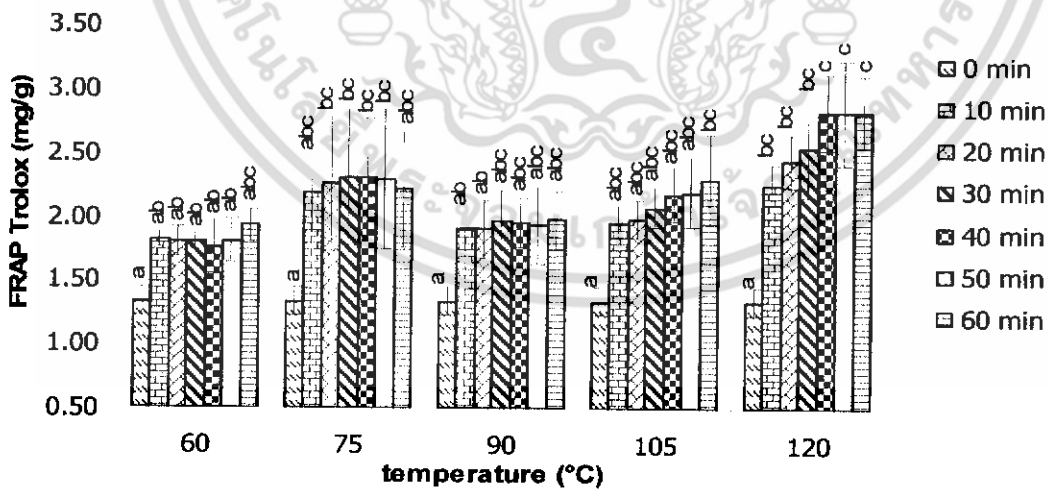 3.50
3.00
2.50
2.00
1.50
1.00
0.50
FRAP Trolox (mg/g)
a ab ab ab ab ab abc
a abc bc bc bc bc abc
a ab ab abc abc abc abc
a abc abc abc abc abc bc
a bc bc bc c c c
60 75 90 105 120
temperature (°C)
0 min
10 min
20 min
30 min
40 min
50 min
60 min